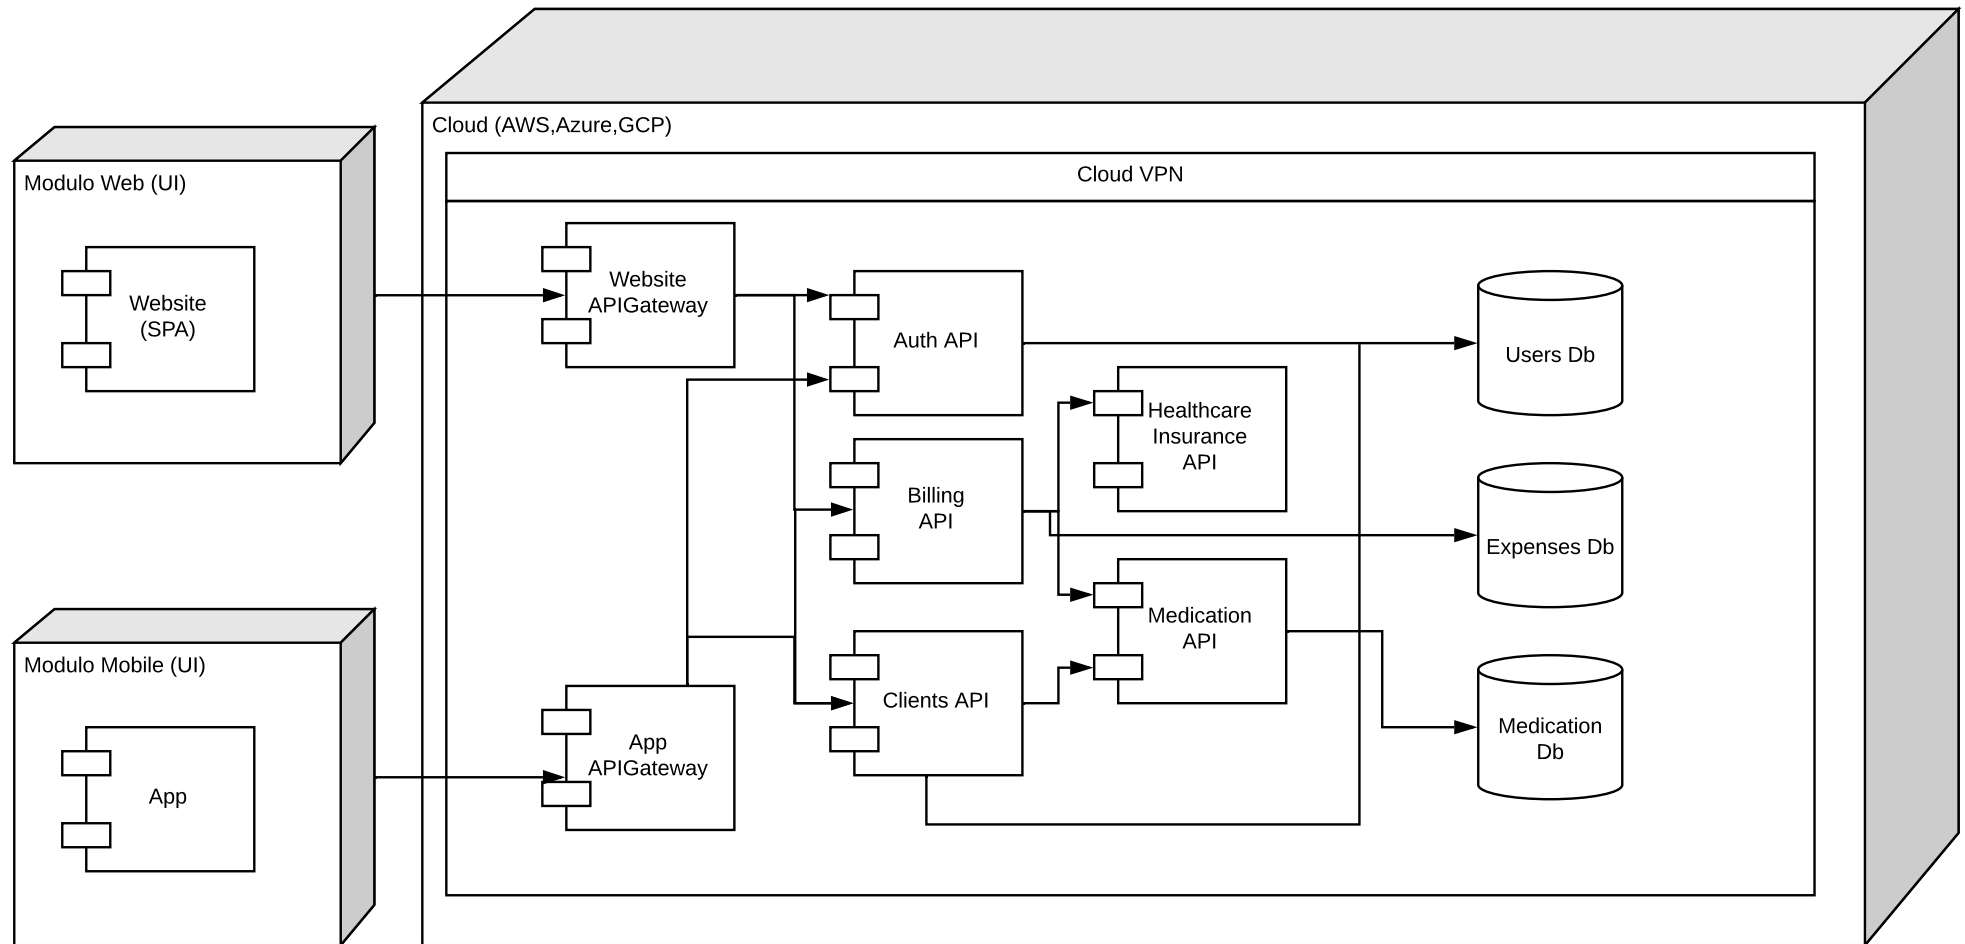 Cloud (AWS,Azure,GCP)
Cloud VPN
Modulo Web (UI)
Website
(SPA)
Website
APIGateway
Auth API
Users Db
Healthcare
Insurance
API
Billing
API
Expenses Db
Medication
API
Modulo Mobile (UI)
App
App
APIGateway
Clients API
Medication
Db